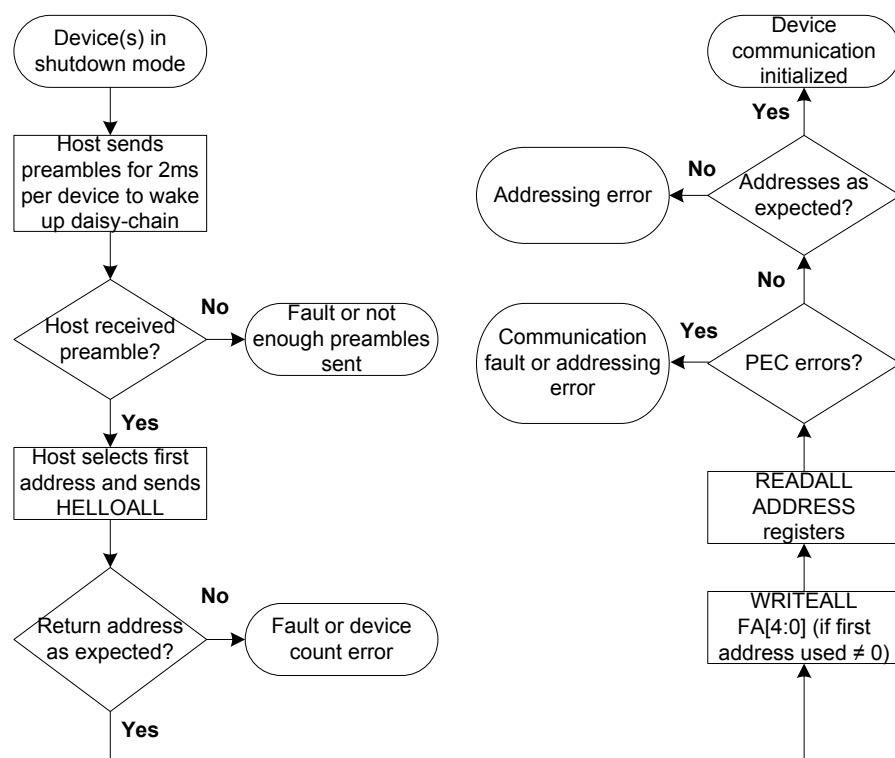 Device(s) in
shutdown mode
Host sends
preambles for 2ms
per device to wake
up daisy-chain
Host received
preamble?
No
Fault or not
enough preambles
sent
Yes
Host selects first
address and sends
HELLOALL
Return address
as expected?
No
Fault or device
count error
Yes
WRITEALL
FA[4:0] (if first
address used ≠ 0)
READALL
ADDRESS
registers
PEC errors?
Yes
Communication
fault or addressing
error
No
Addresses as
expected?
No
Addressing error
Yes
Device
communication
initialized